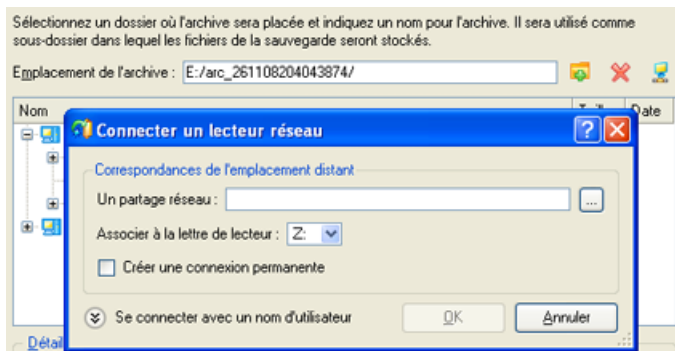 Sélectionnez un dossier où l'archive sera placée et indiquez un nom pour l'archive. Il sera utilisé comme
sous-dossier dans lequel les fichiers de la sauvegarde seront stockés.
Emplacement de l'archive : E:/arc_261108204043874/
Nom Date
Connecter un lecteur réseau
Correspondances de l'emplacement distant
Un partage réseau : ...
Associer à la lettre de lecteur : Z:
Créer une connexion permanente
Se connecter avec un nom d'utilisateur OK Annuler
Détail